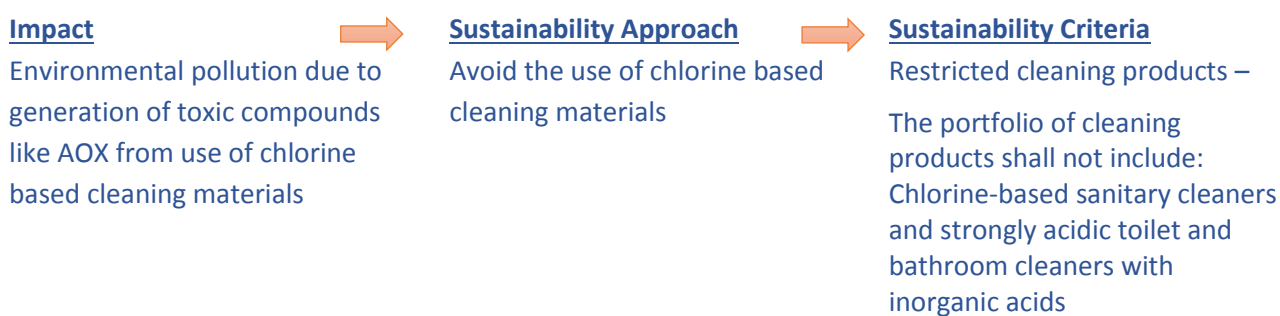 Impact
Environmental pollution due to
generation of toxic compounds
like AOX from use of chlorine
based cleaning materials
Sustainability Approach
Avoid the use of chlorine based
cleaning materials
Sustainability Criteria
Restricted cleaning products –
The portfolio of cleaning
products shall not include:
Chlorine-based sanitary cleaners
and strongly acidic toilet and
bathroom cleaners with
inorganic acids